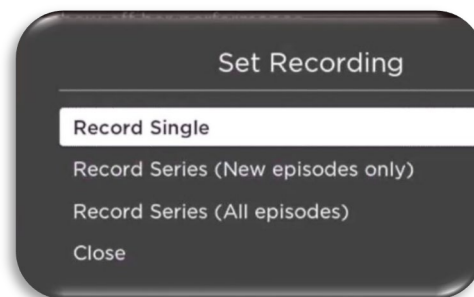 Set Recording
Record Single
Record Series (New episodes only)
Record Series (All episodes)
Close